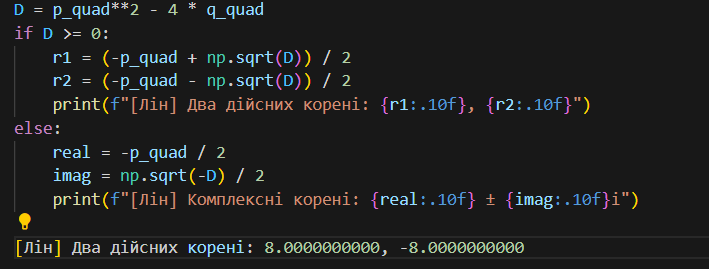 D = p_quad**2 - 4 * q_quad
if D >= 0:
    r1 = (-p_quad + np.sqrt(D)) / 2
    r2 = (-p_quad - np.sqrt(D)) / 2
    print(f"[Лін] Два дійсних корені: {r1:.10f}, {r2:.10f}")
else:
    real = -p_quad / 2
    imag = np.sqrt(-D) / 2
    print(f"[Лін] Комплексні корені: {real:.10f} ± {imag:.10f}i")
[Лін] Два дійсних корені: 8.0000000000, -8.0000000000